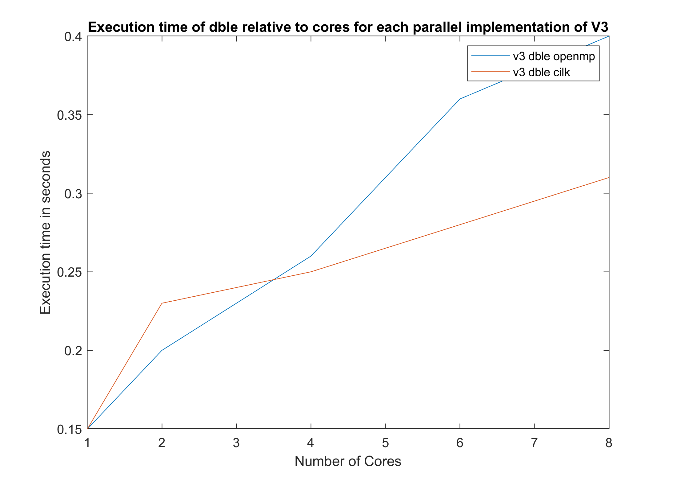 Execution time of dble relative to cores for each parallel implementation of V3
0.4
v3 dble openmp
v3 dble cilk
0.35
0.3
0.25
0.2
0.15
Execution time in seconds
1 2 3 4 5 6 7 8
Number of Cores